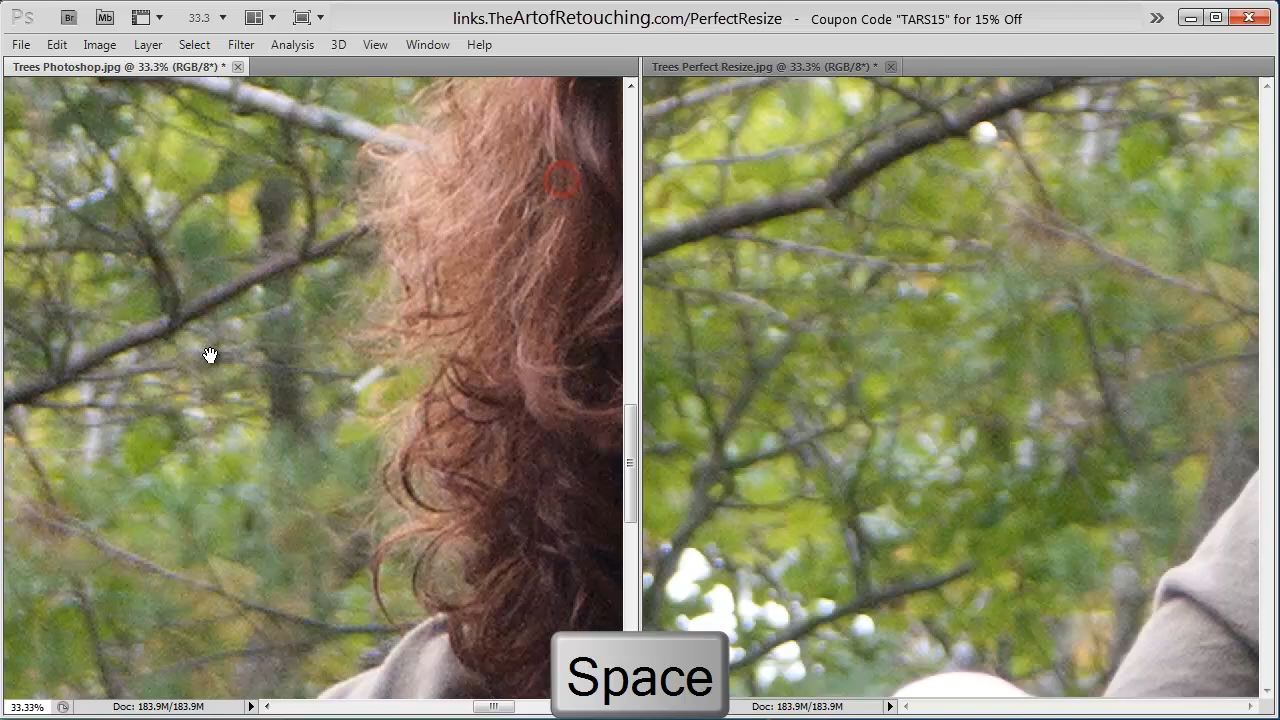 Ps Br Mb 33.3 links.TheArtofRetouching.com/PerfectResize - Coupon Code "TARS15" for 15% Off
File Edit Image Layer Select Filter Analysis 3D View Window Help
Trees Photoshop.jpg @ 33.3% (RGB/8*) * Trees Perfect Resize.jpg @ 33.3% (RGB/8*) *
Space
33.33% Doc: 183.9M/183.9M Doc: 183.9M/183.9M